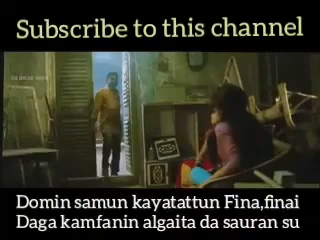 Subscribe to this channel
Domin samun kayatattun Fina,finai
Daga kamfanin algaita da sauran su